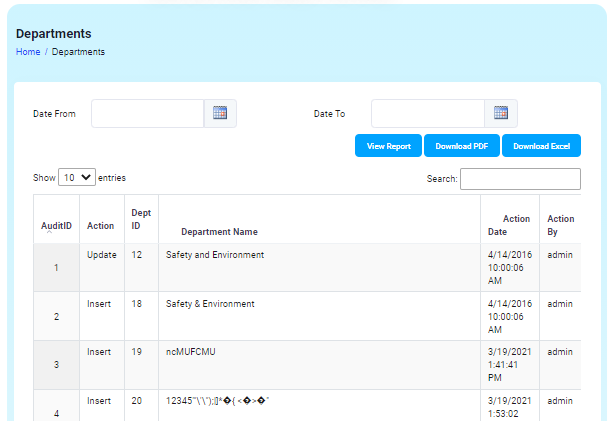 Departments
Home / Departments
Date From
Date To
View Report Download PDF Download Excel
Show 10 entries
Search:
AuditID Action Dept ID Department Name Action Date Action By
1 Update 12 Safety and Environment 4/14/2016 10:00:06 AM admin
2 Insert 18 Safety & Environment 4/14/2016 10:00:06 AM admin
3 Insert 19 ncMUFCMU 3/19/2021 1:41:41 PM admin
4 Insert 20 12345'"\'\");|]*�{ <�>�" 3/19/2021 1:53:02 admin